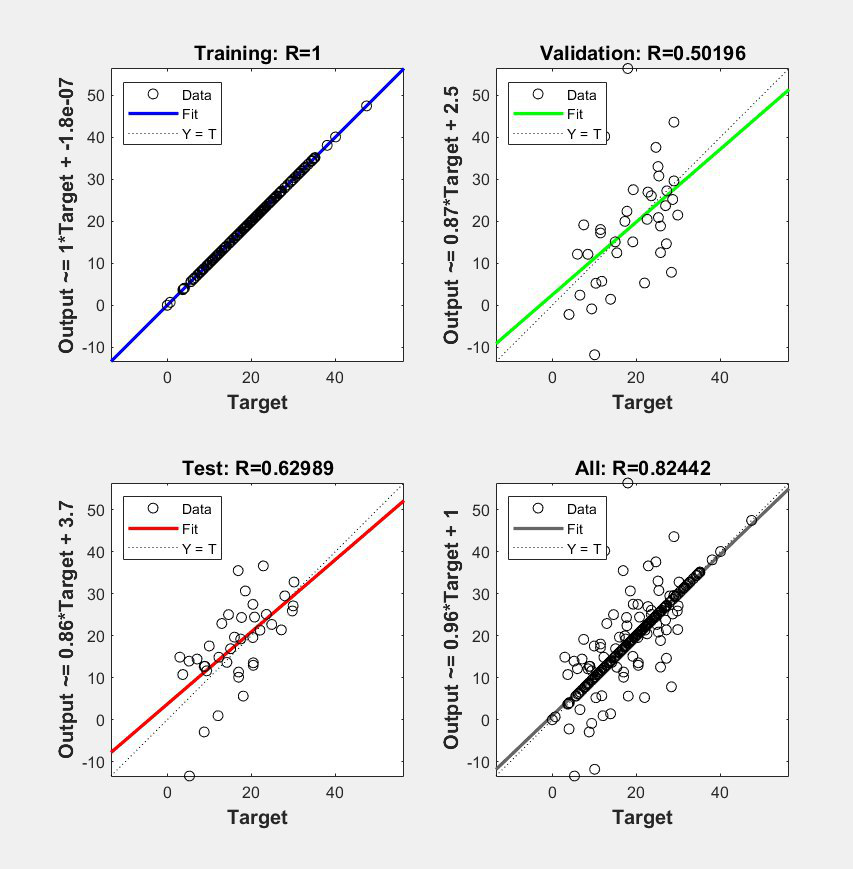 Training: R=1
Output ~= 1*Target + -1.8e-07
50
40
30
20
10
0
-10
Data
Fit
Y = T
0
20
40
Target
Validation: R=0.50196
Output ~= 0.87*Target + 2.5
50
40
30
20
10
0
-10
Data
Fit
Y = T
0
20
40
Target
Test: R=0.62989
Output ~= 0.86*Target + 3.7
50
40
30
20
10
0
-10
Data
Fit
Y = T
0
20
40
Target
All: R=0.82442
Output ~= 0.96*Target + 1
50
40
30
20
10
0
-10
Data
Fit
Y = T
0
20
40
Target